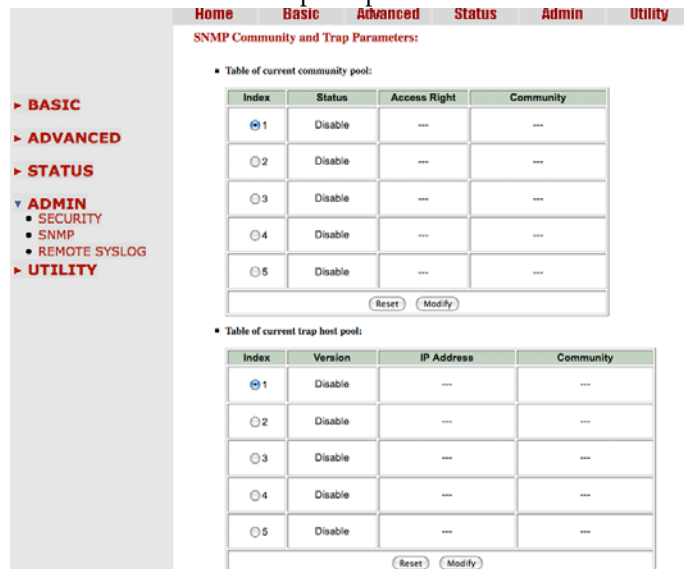 Home Basic Advanced Status Admin Utility
SNMP Community and Trap Parameters:
Table of current community pool:
Index Status Access Right Community
1 Disable --- ---
2 Disable --- ---
3 Disable --- ---
4 Disable --- ---
5 Disable --- ---
Reset Modify
Table of current trap host pool:
Index Version IP Address Community
1 Disable --- ---
2 Disable --- ---
3 Disable --- ---
4 Disable --- ---
5 Disable --- ---
Reset Modify
BASIC
ADVANCED
STATUS
ADMIN
SECURITY
SNMP
REMOTE SYSLOG
UTILITY